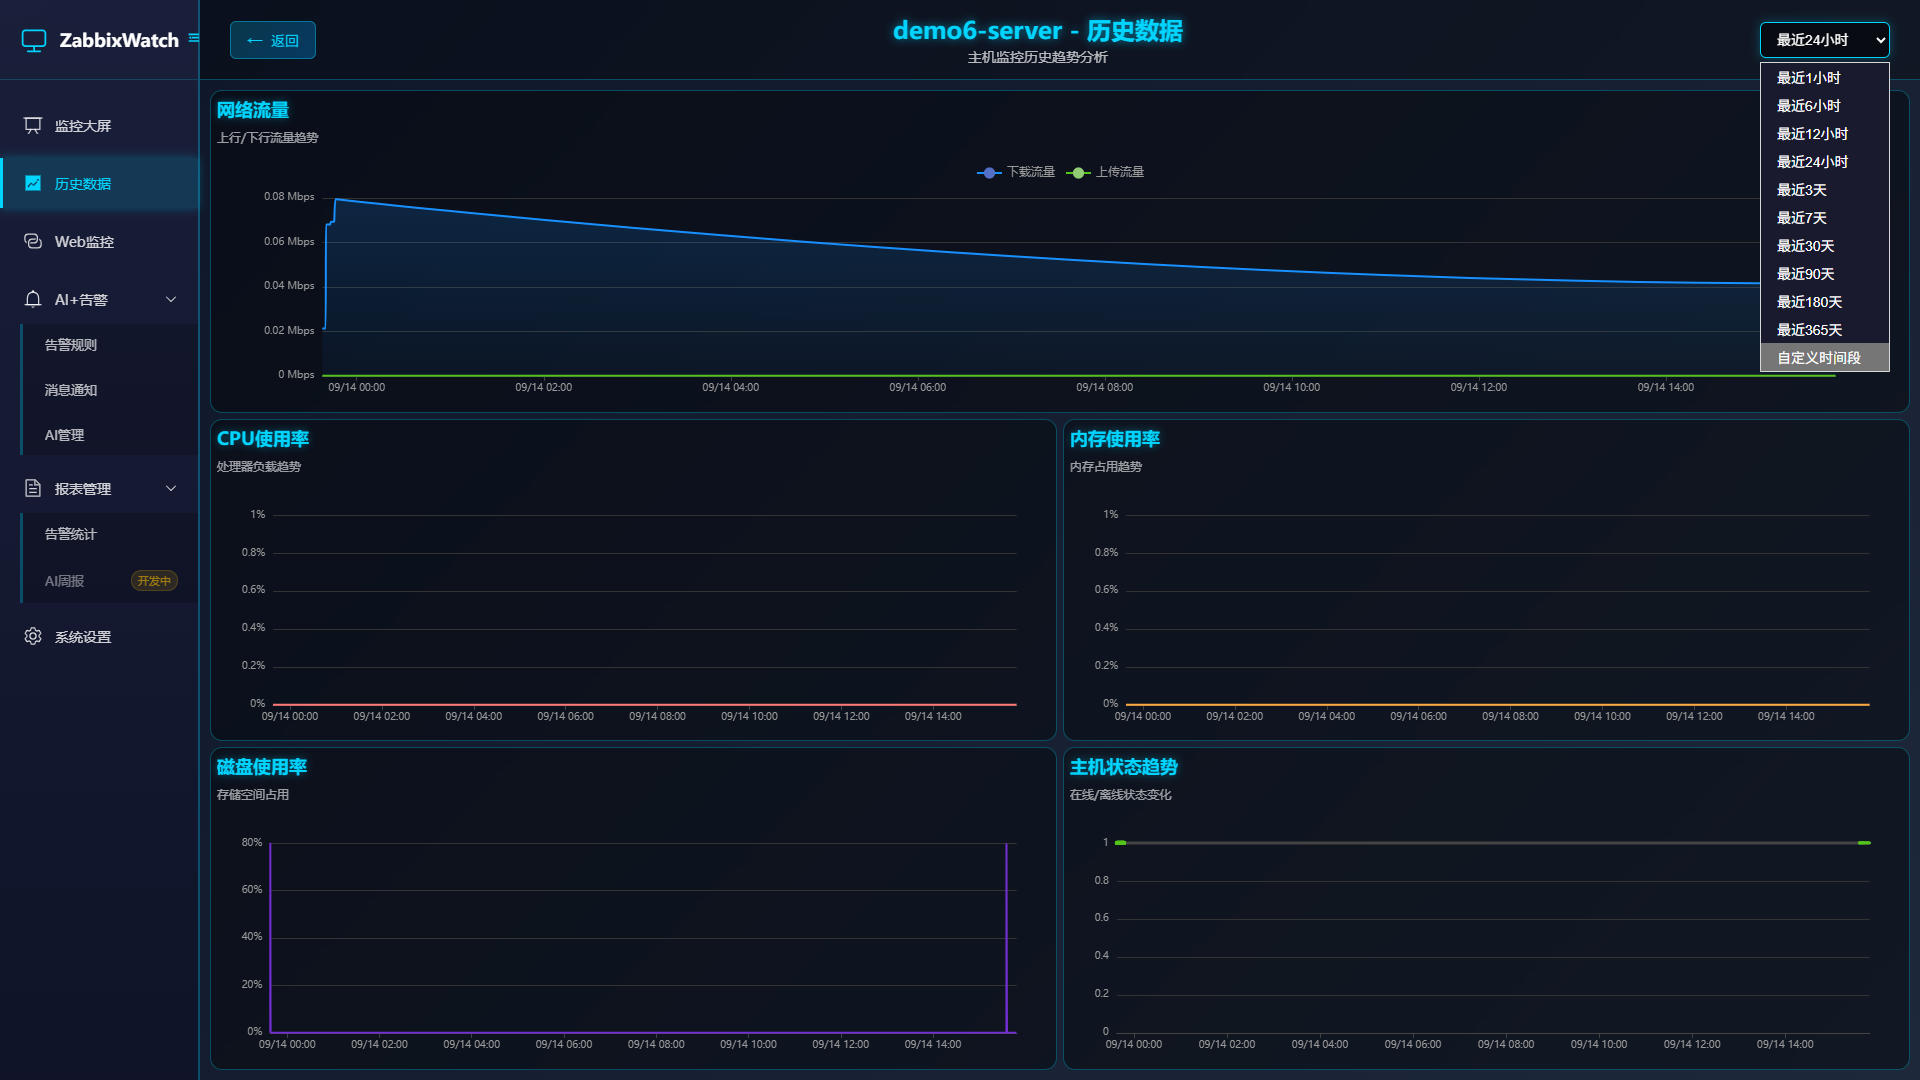 ZabbixWatch
监控大屏
历史数据
Web监控
AI+告警
告警规则
消息通知
AI管理
报表管理
告警统计
AI周报 开发中
系统设置
← 返回
demo6-server - 历史数据
主机监控历史趋势分析
最近24小时
最近1小时
最近6小时
最近12小时
最近24小时
最近3天
最近7天
最近30天
最近90天
最近180天
最近365天
自定义时间段
网络流量
上行/下行流量趋势
下载流量 上传流量
0.08 Mbps
0.06 Mbps
0.04 Mbps
0.02 Mbps
0 Mbps
09/14 00:00 09/14 02:00 09/14 04:00 09/14 06:00 09/14 08:00 09/14 10:00 09/14 12:00 09/14 14:00
CPU使用率
处理器负载趋势
1%
0.8%
0.6%
0.4%
0.2%
0%
09/14 00:00 09/14 02:00 09/14 04:00 09/14 06:00 09/14 08:00 09/14 10:00 09/14 12:00 09/14 14:00
内存使用率
内存占用趋势
1%
0.8%
0.6%
0.4%
0.2%
0%
09/14 00:00 09/14 02:00 09/14 04:00 09/14 06:00 09/14 08:00 09/14 10:00 09/14 12:00 09/14 14:00
磁盘使用率
存储空间占用
80%
60%
40%
20%
0%
09/14 00:00 09/14 02:00 09/14 04:00 09/14 06:00 09/14 08:00 09/14 10:00 09/14 12:00 09/14 14:00
主机状态趋势
在线/离线状态变化
1
0.8
0.6
0.4
0.2
0
09/14 00:00 09/14 02:00 09/14 04:00 09/14 06:00 09/14 08:00 09/14 10:00 09/14 12:00 09/14 14:00